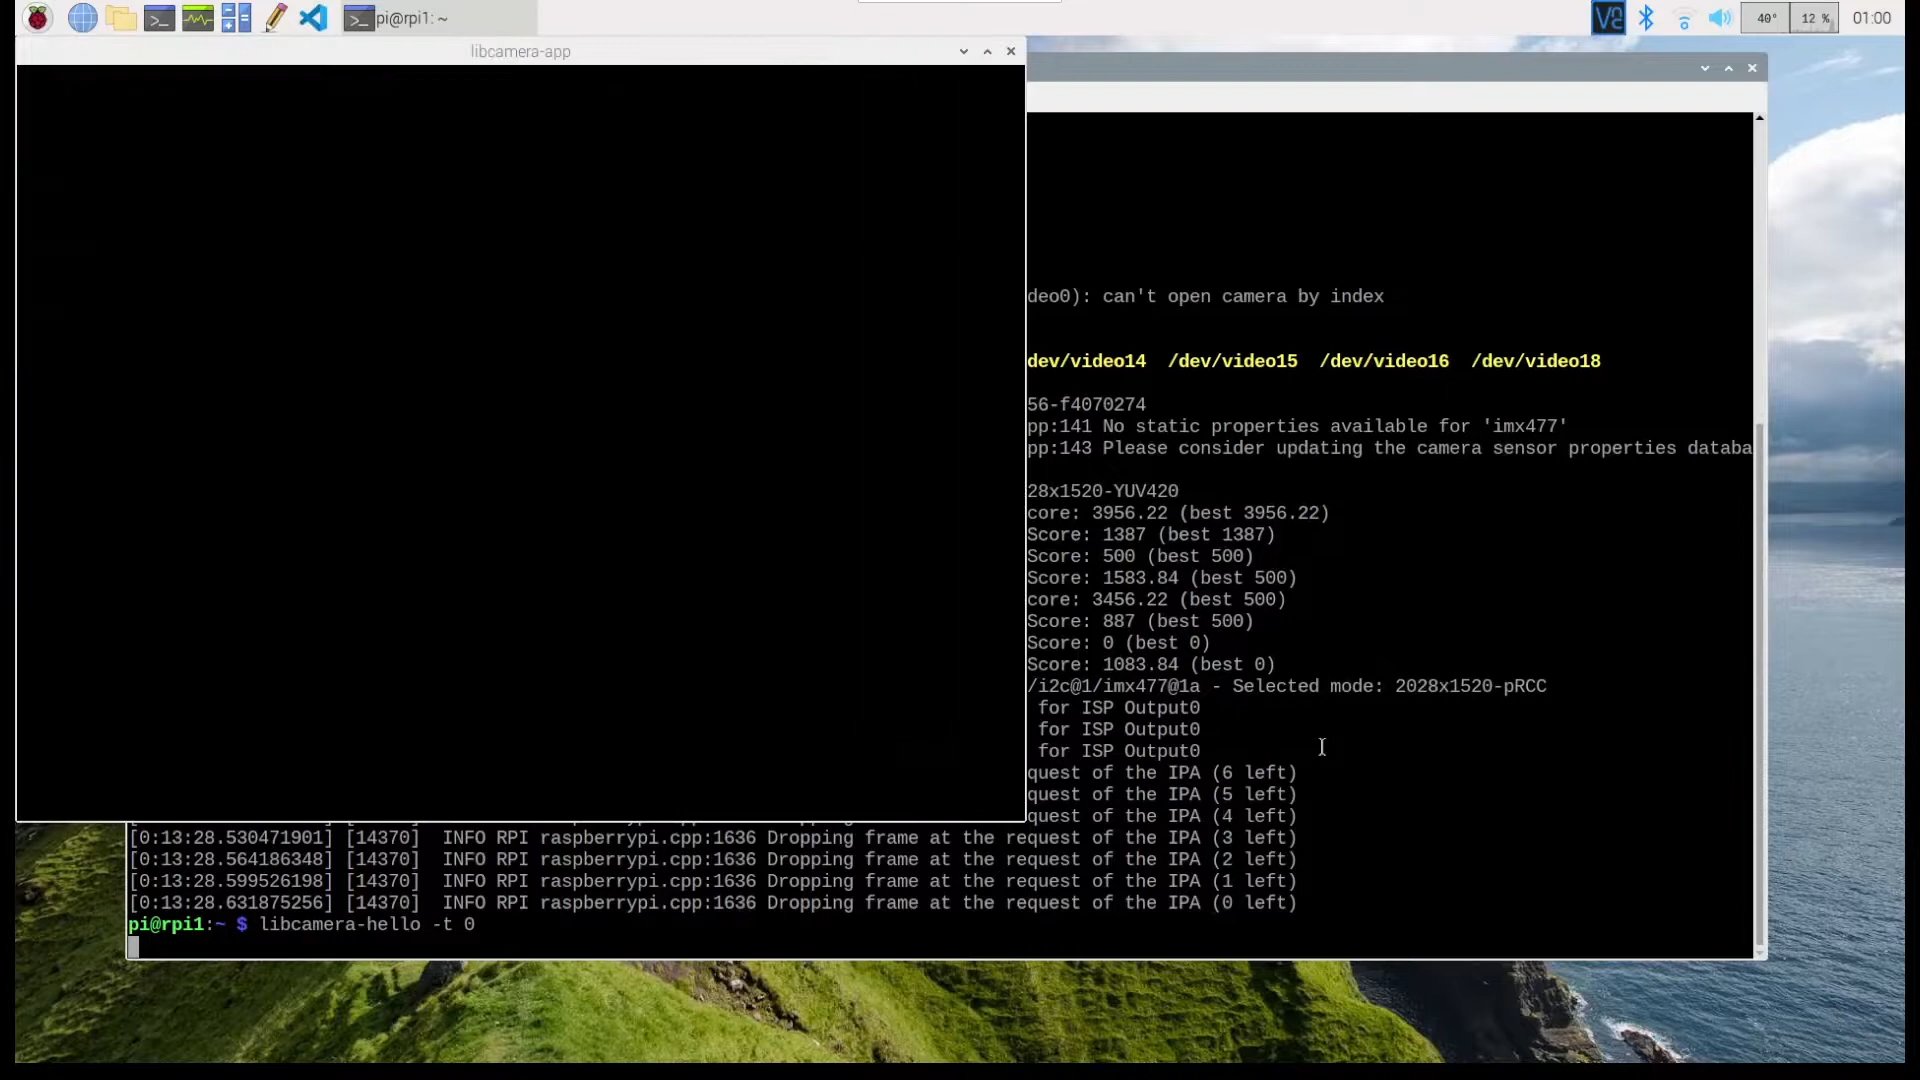 pi@rpi1: ~
40° 12 % 01:00
libcamera-app
deo0): can't open camera by index
dev/video14 /dev/video15 /dev/video16 /dev/video18
56-f4070274
pp:141 No static properties available for 'imx477'
pp:143 Please consider updating the camera sensor properties databa
28x1520-YUV420
core: 3956.22 (best 3956.22)
Score: 1387 (best 1387)
Score: 500 (best 500)
Score: 1583.84 (best 500)
core: 3456.22 (best 500)
Score: 887 (best 500)
Score: 0 (best 0)
Score: 1083.84 (best 0)
/i2c@1/imx477@1a - Selected mode: 2028x1520-pRCC
for ISP Output0
for ISP Output0
for ISP Output0
quest of the IPA (6 left)
quest of the IPA (5 left)
quest of the IPA (4 left)
[0:13:28.530471901] [14370] INFO RPI raspberrypi.cpp:1636 Dropping frame at the request of the IPA (3 left)
[0:13:28.564186348] [14370] INFO RPI raspberrypi.cpp:1636 Dropping frame at the request of the IPA (2 left)
[0:13:28.599526198] [14370] INFO RPI raspberrypi.cpp:1636 Dropping frame at the request of the IPA (1 left)
[0:13:28.631875256] [14370] INFO RPI raspberrypi.cpp:1636 Dropping frame at the request of the IPA (0 left)
pi@rpi1:~ $ libcamera-hello -t 0